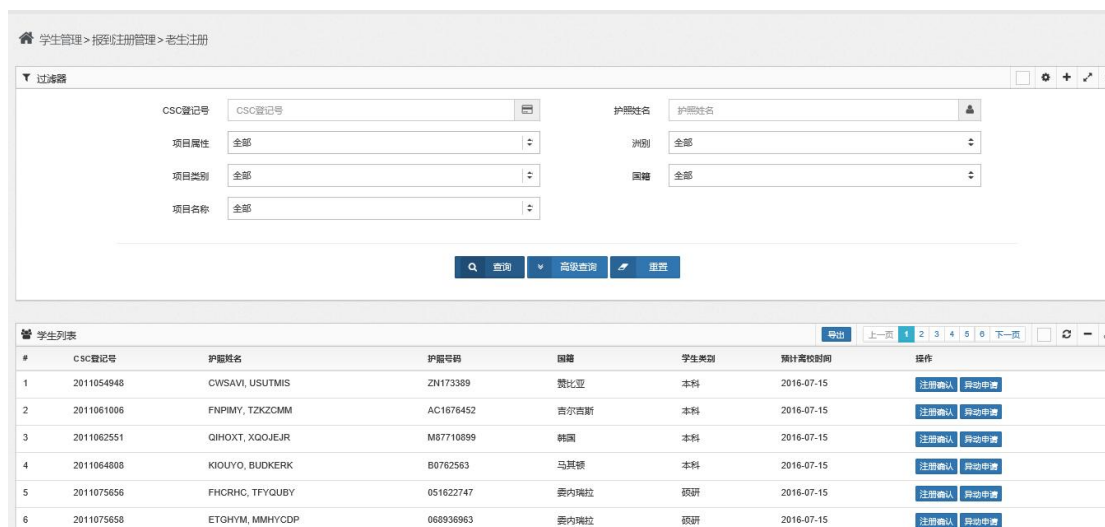 学生管理>报到注册管理>老生注册
过滤器
CSC登记号 CSC登记号 护照姓名 护照姓名
项目属性 全部 洲别 全部
项目类别 全部 国籍 全部
项目名称 全部
查询 高级查询 重置
学生列表 导出 上一页 1 2 3 4 5 6 下一页
# CSC登记号 护照姓名 护照号码 国籍 学生类别 预计离校时间 操作
1 2011054948 CWSAVI, USUTMIS ZN173389 赞比亚 本科 2016-07-15 注册确认 异动申请
2 2011061006 FNPIMY, TZKZCMM AC1676452 吉尔吉斯 本科 2016-07-15 注册确认 异动申请
3 2011062551 QIHOXT, XQOJEJR M87710899 韩国 本科 2016-07-15 注册确认 异动申请
4 2011064808 KIOUYO, BUDKERK B0762563 马其顿 本科 2016-07-15 注册确认 异动申请
5 2011075656 FHCRHC, TFYQUBY 051622747 委内瑞拉 硕研 2016-07-15 注册确认 异动申请
6 2011075658 ETGHYM, MMHYCDP 068936963 委内瑞拉 硕研 2016-07-15 注册确认 异动申请